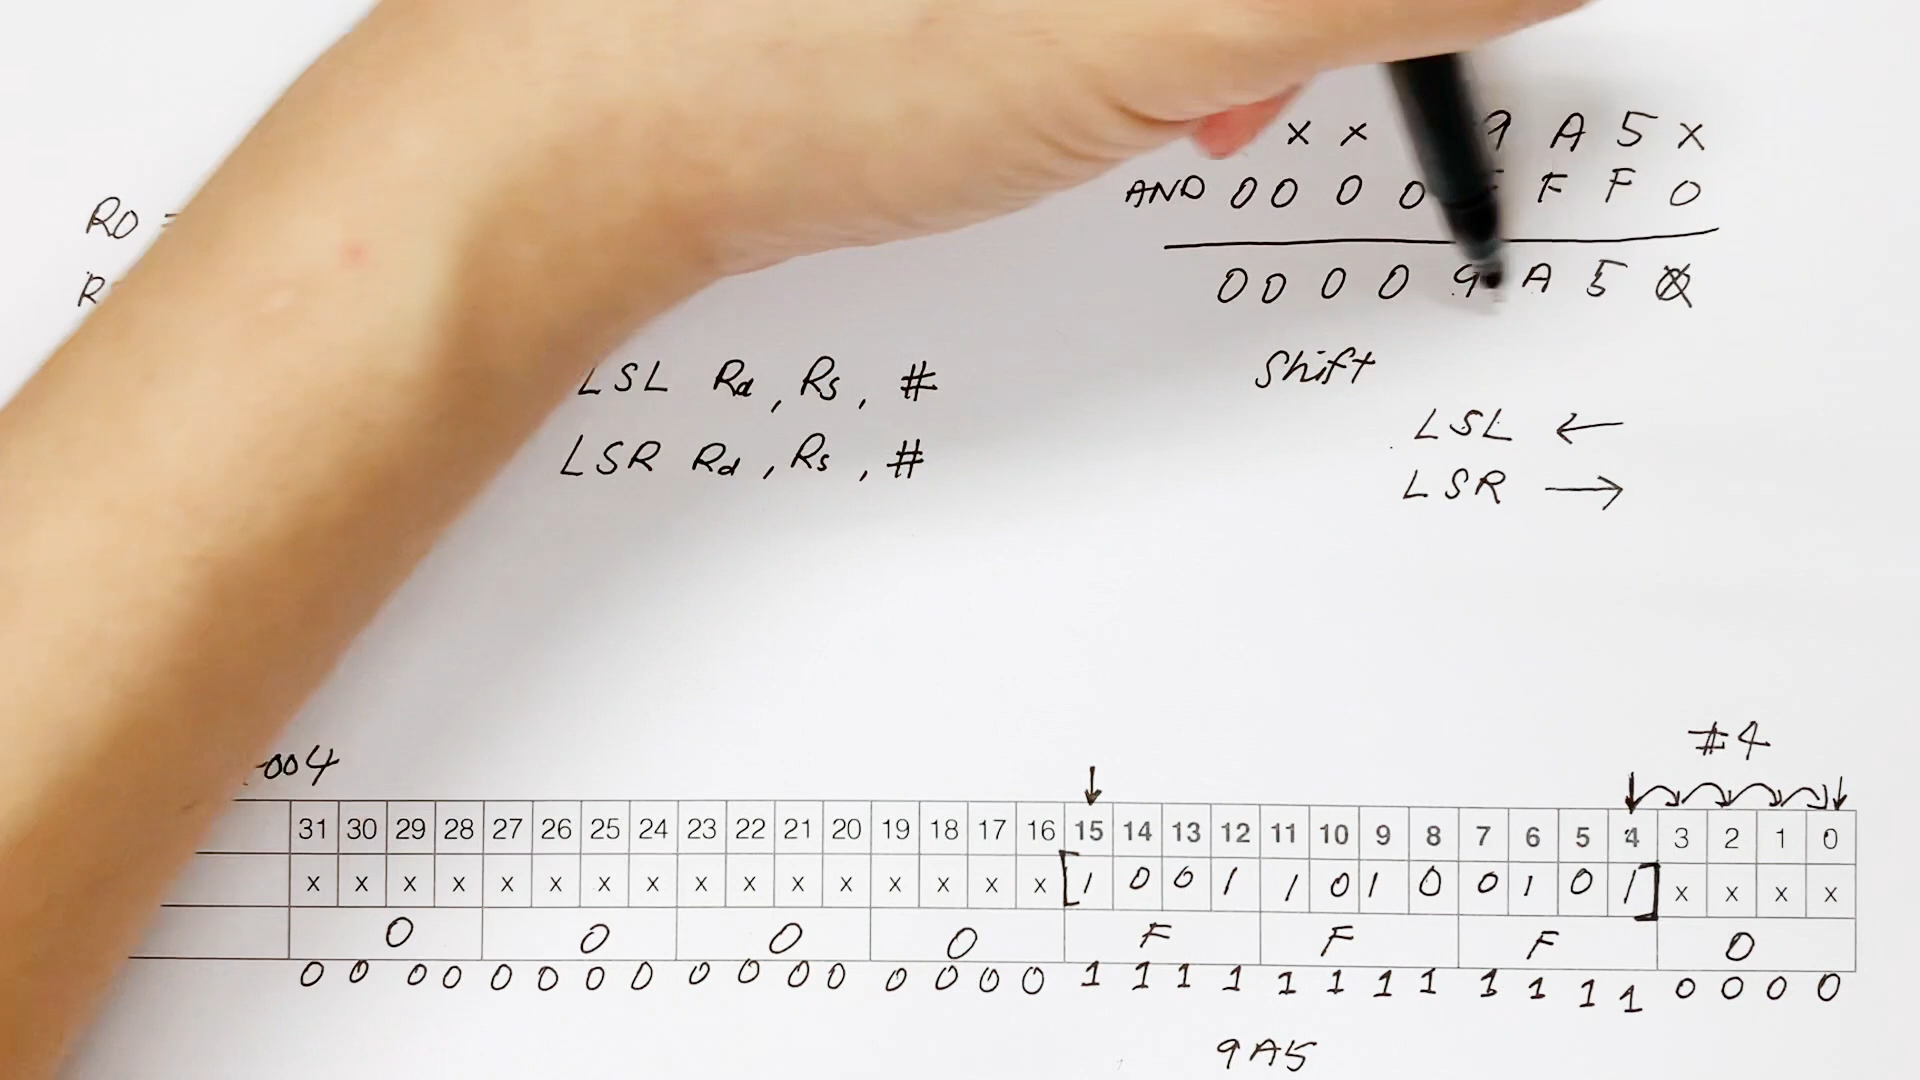 x x 9 A 5 x
AND 0 0 0 0 F F F 0
0 0 0 0 9 A 5 0
R0 =
LSL Rd, Rs, #
LSR Rd, Rs, #
Shift
LSL ←
LSR →
#4
004
31 30 29 28 27 26 25 24 23 22 21 20 19 18 17 16 15 14 13 12 11 10 9 8 7 6 5 4 3 2 1 0
x x x x x x x x x x x x x x x x [1 0 0 1 1 0 1 0 0 1 0 1] x x x x
0 0 0 0 F F F 0
0 0 0 0 0 0 0 0 0 0 0 0 0 0 0 0 1 1 1 1 1 1 1 1 1 1 1 1 0 0 0 0
9A5